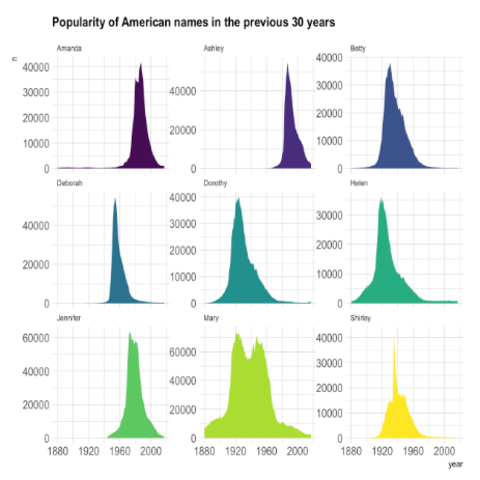 Popularity of American names in the previous 30 years
n
Amanda Ashley Betty
40000 40000 40000
30000 30000
20000 20000 20000
10000 10000
0 0 0
Deborah Dorothy Helen
40000 40000 30000
30000
20000 20000 20000
10000 10000
0 0 0
Jennifer Mary Shirley
60000 60000 40000
40000 40000 30000
20000 20000 20000
10000
0 0 0
1880 1920 1960 2000 1880 1920 1960 2000 1880 1920 1960 2000
year